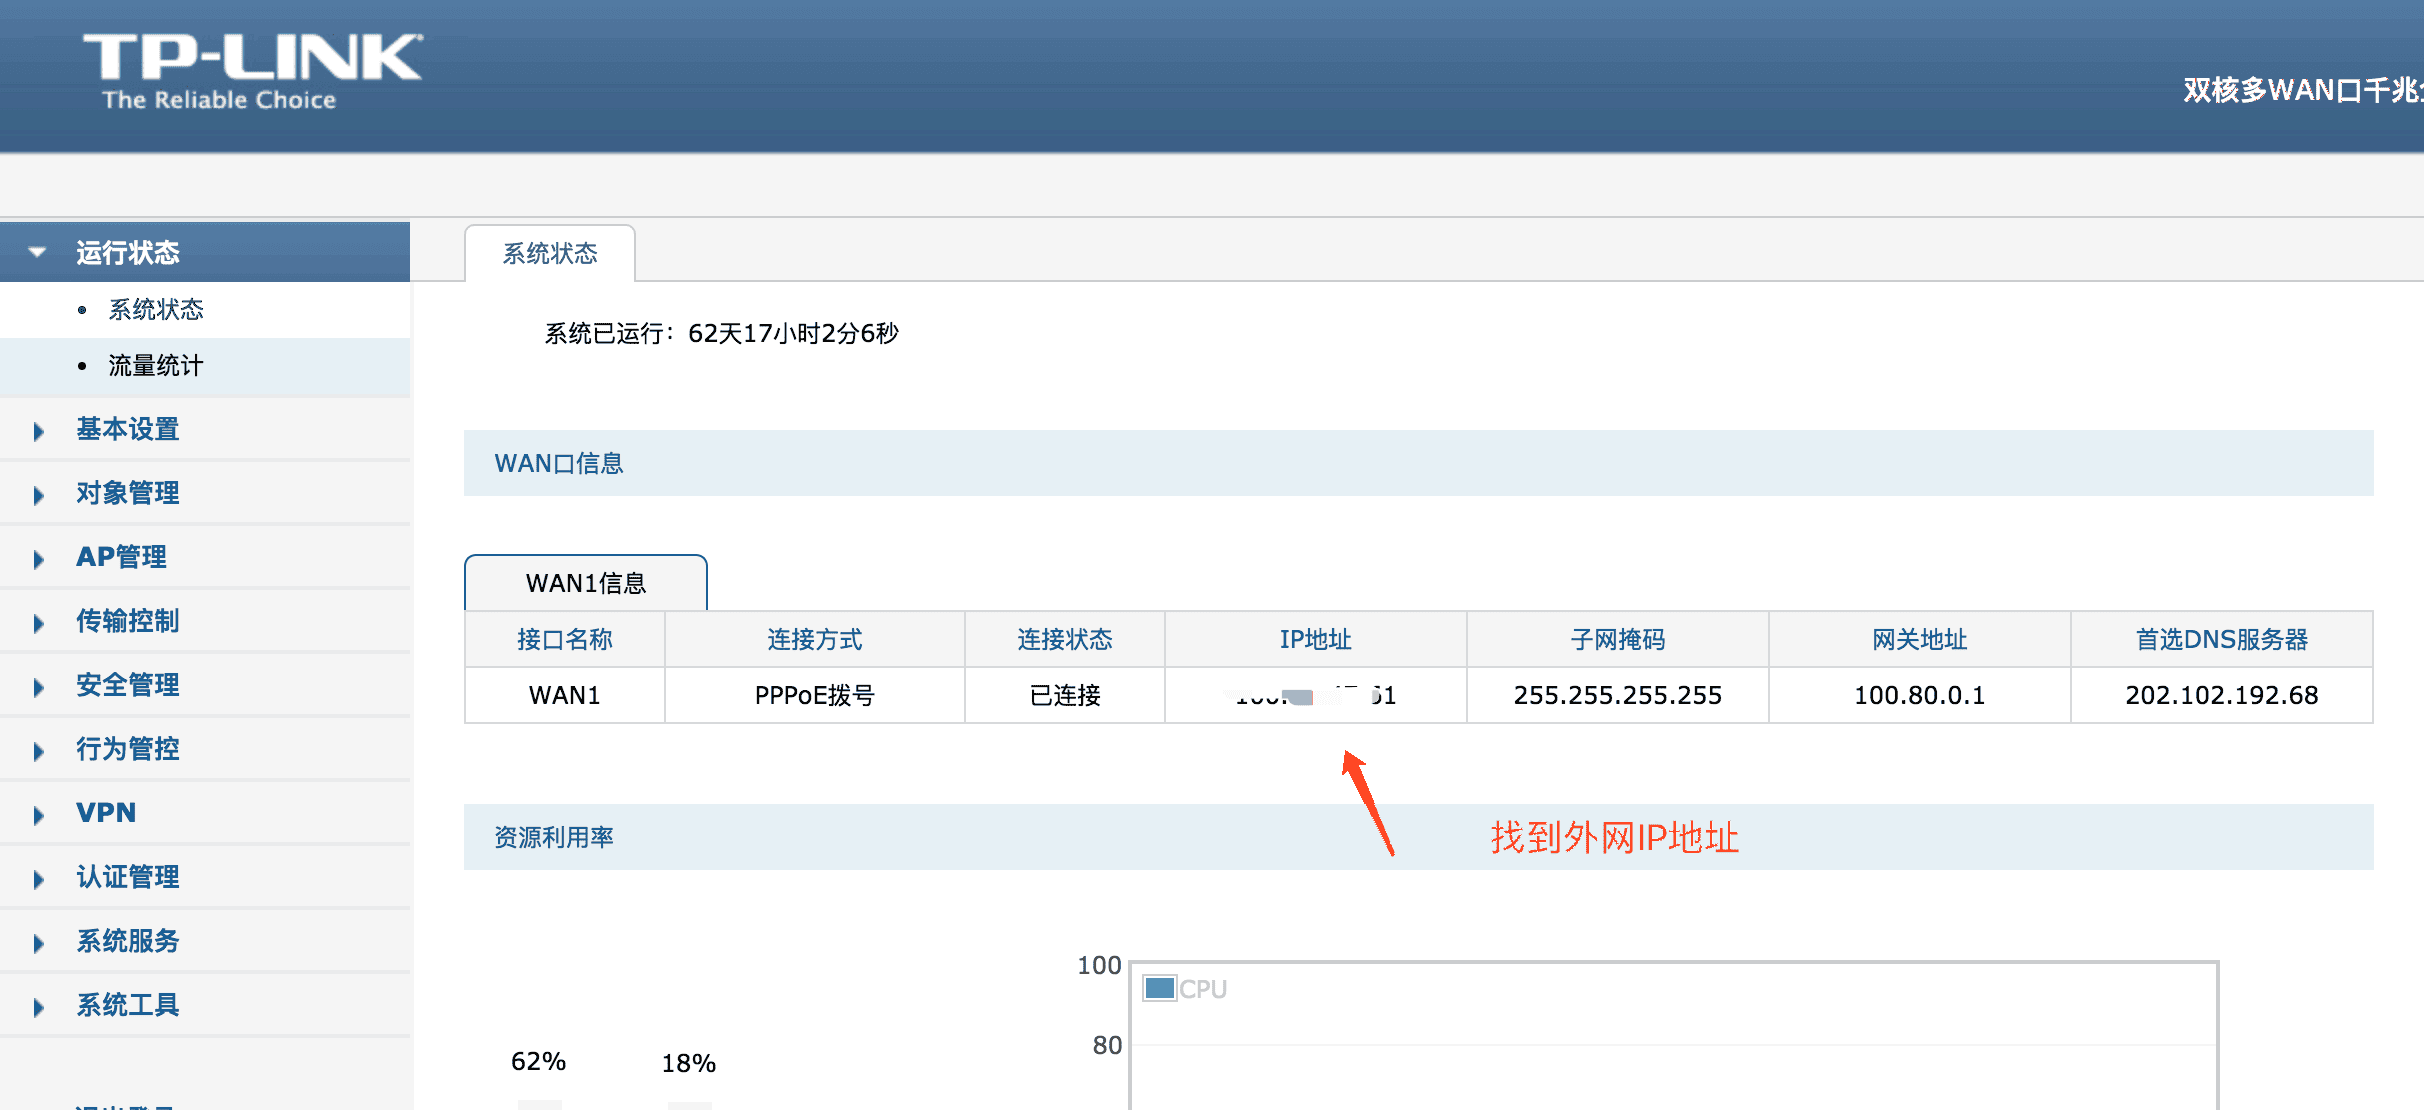 TP-LINK
The Reliable Choice
双核多WAN口千兆
运行状态
系统状态
流量统计
基本设置
对象管理
AP管理
传输控制
安全管理
行为管控
VPN
认证管理
系统服务
系统工具
系统状态
系统已运行：62天17小时2分6秒
WAN口信息
WAN1信息
接口名称 连接方式 连接状态 IP地址 子网掩码 网关地址 首选DNS服务器
WAN1 PPPoE拨号 已连接 255.255.255.255 100.80.0.1 202.102.192.68
找到外网IP地址
资源利用率
62% 18%
100
CPU
80